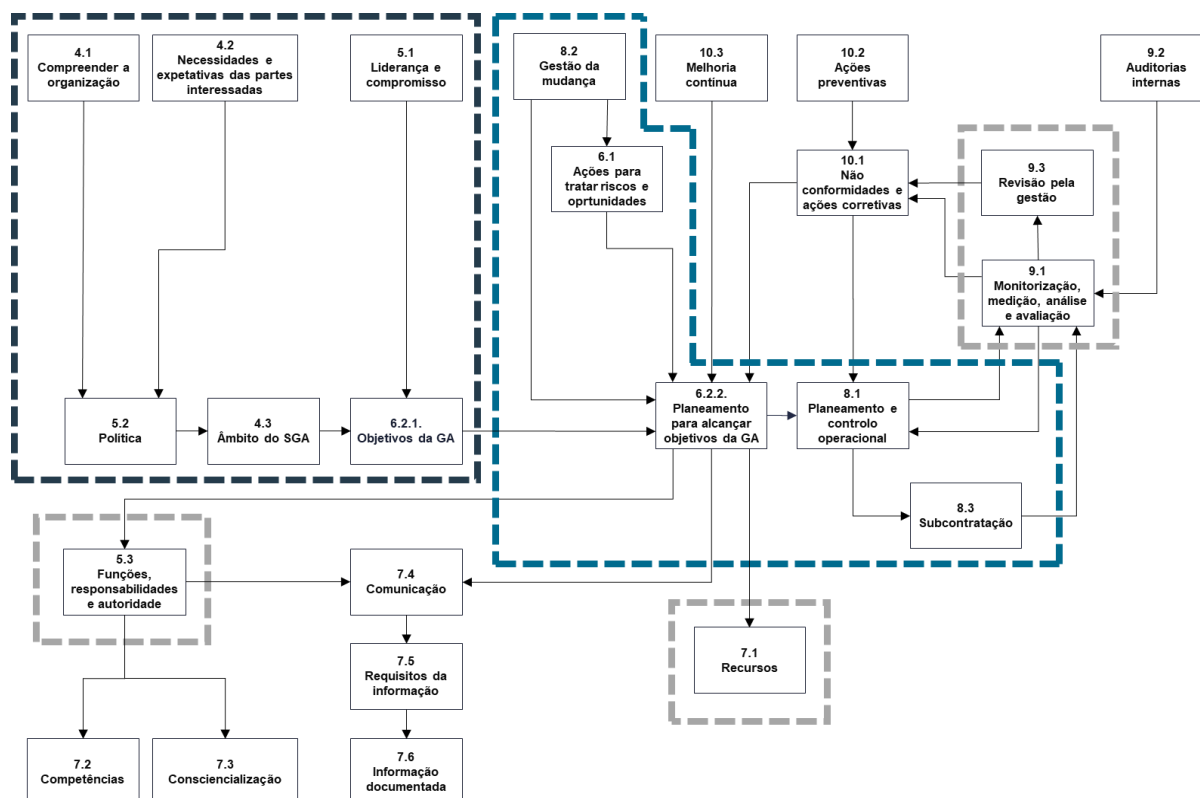 4.1
Compreender a
organização
4.2
Necessidades e
expetativas das partes
interessadas
5.1
Liderança e
compromisso
8.2
Gestão da
mudança
10.3
Melhoria
continua
10.2
Ações
preventivas
9.2
Auditorias
internas
6.1
Ações para
tratar riscos e
oprtunidades
10.1
Não
conformidades e
ações corretivas
9.3
Revisão pela
gestão
9.1
Monitorização,
medição, análise
e avaliação
5.2
Política
4.3
Âmbito do SGA
6.2.1.
Objetivos da GA
6.2.2.
Planeamento
para alcançar
objetivos da GA
8.1
Planeamento e
controlo
operacional
8.3
Subcontratação
5.3
Funções,
responsabilidades
e autoridade
7.4
Comunicação
7.1
Recursos
7.5
Requisitos da
informação
7.2
Competências
7.3
Consciencialização
7.6
Informação
documentada